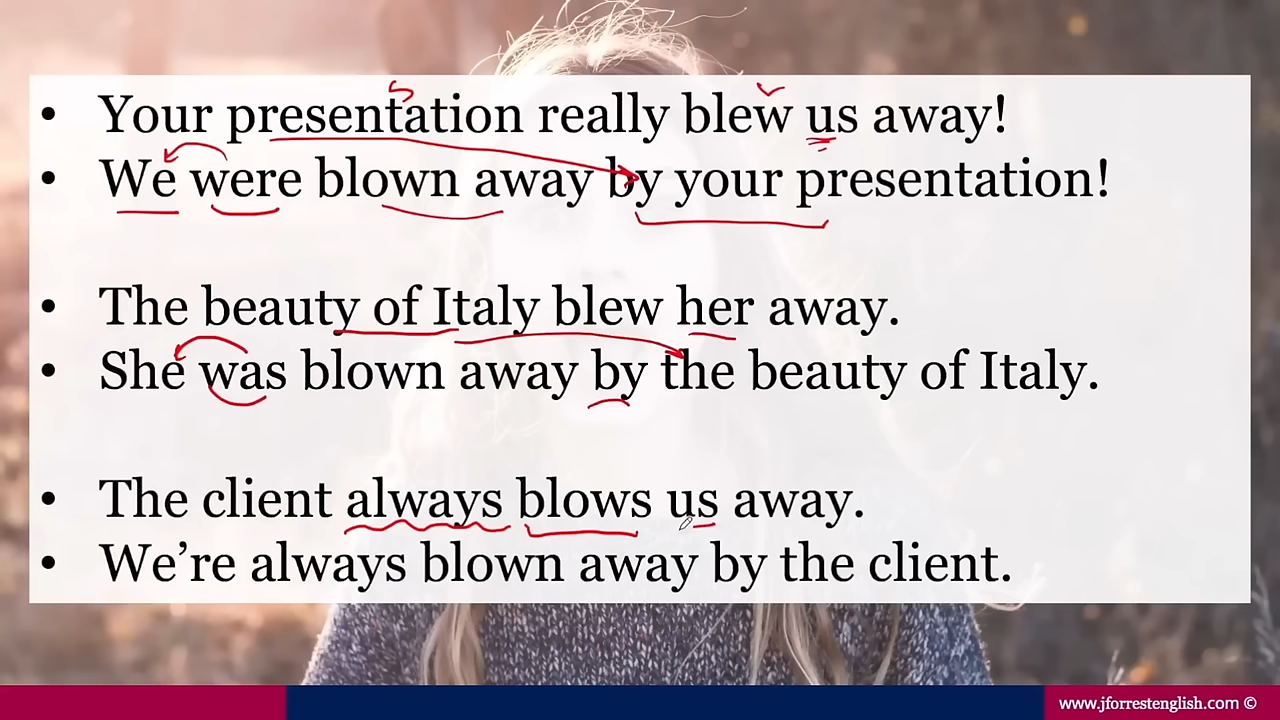 • Your presentation really blew us away!
• We were blown away by your presentation!
• The beauty of Italy blew her away.
• She was blown away by the beauty of Italy.
• The client always blows us away.
• We’re always blown away by the client.
www.jforrestenglish.com ©